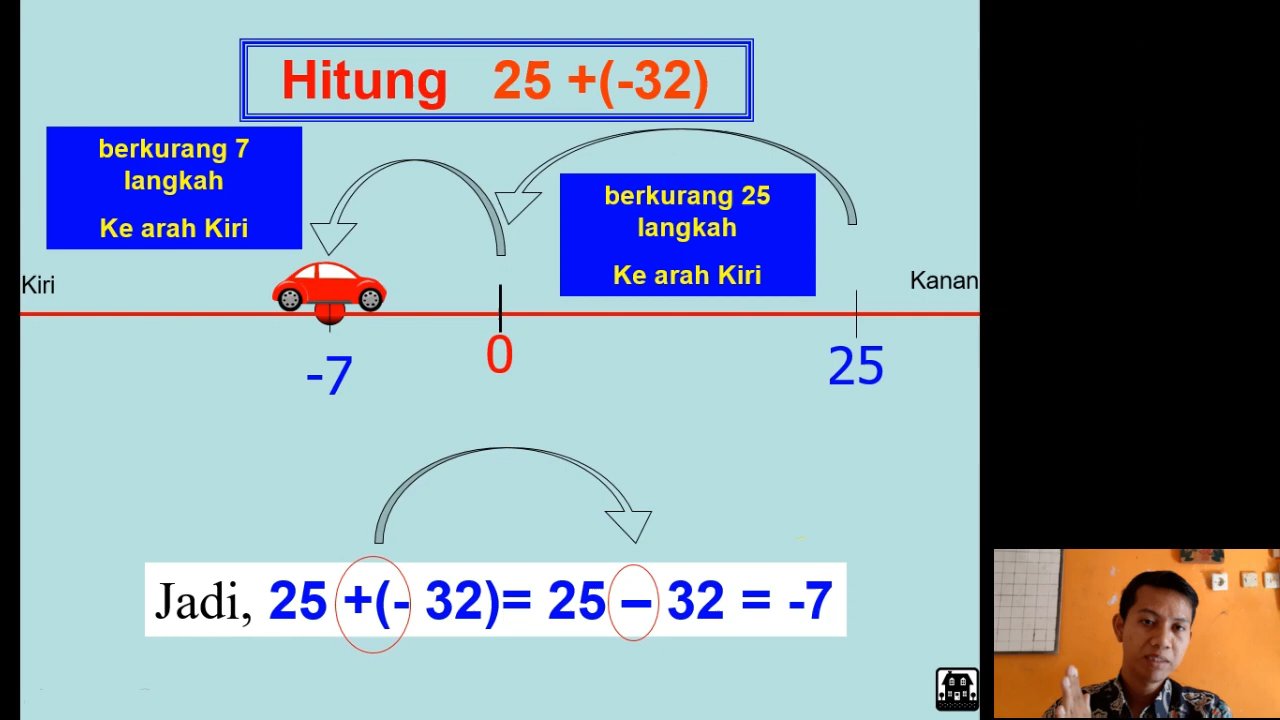 Hitung 25 +(-32)
berkurang 7
langkah
Ke arah Kiri
berkurang 25
langkah
Ke arah Kiri
Kiri
Kanan
-7
0
25
Jadi, 25 +(- 32)= 25 – 32 = -7